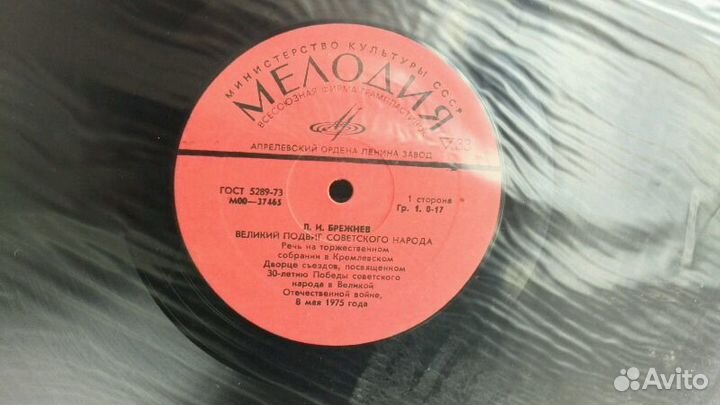 МИНИСТЕРСТВО КУЛЬТУРЫ СССР
МЕЛОДИЯ
ВСЕСОЮЗНАЯ ФИРМА ГРАМПЛАСТИНОК
33
АПРЕЛЕВСКИЙ ОРДЕНА ЛЕНИНА ЗАВОД
ГОСТ 5289-73
М00—37465
1 сторона
Гр. 1. 0-17
Л. И. БРЕЖНЕВ
ВЕЛИКИЙ ПОДВИГ СОВЕТСКОГО НАРОДА
Речь на торжественном
собрании в Кремлевском
Дворце съездов, посвященном
30-летию Победы советского
народа в Великой
Отечественной войне,
8 мая 1975 года
Avito